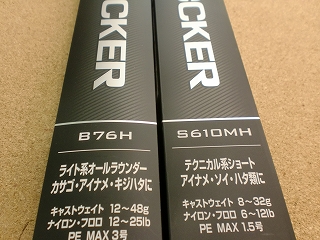 CKER
B76H
ライト系オールラウンダー
カサゴ・アイナメ・キジハタに
キャストウェイト 12〜48g
ナイロン・フロロ 12〜25lb
PE MAX 3号
CKER
S610MH
テクニカル系ショート
アイナメ・ソイ・ハタ類に
キャストウェイト 8〜32g
ナイロン・フロロ 6〜12lb
PE MAX 1.5号